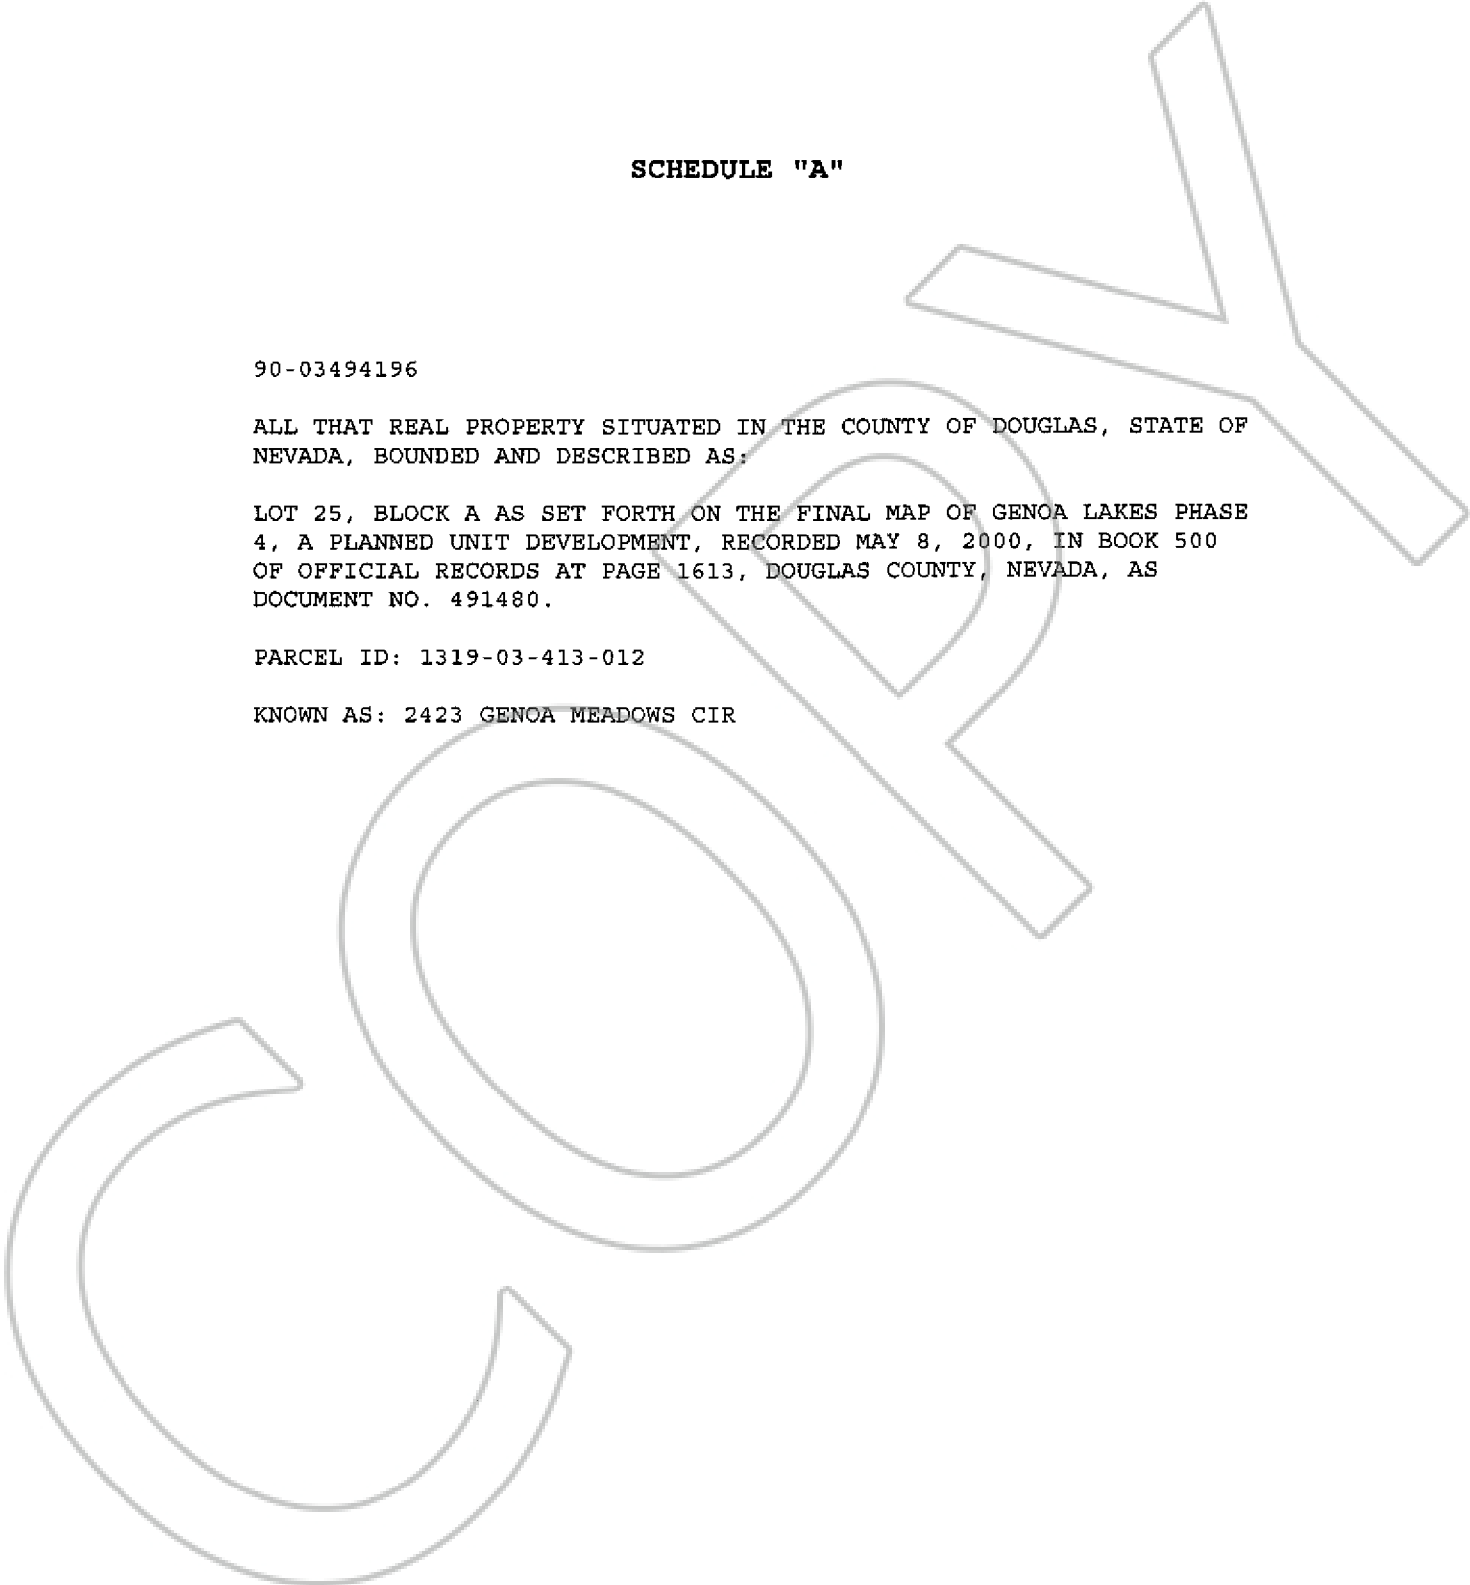 SCHEDULE "A"
90-03494196
ALL THAT REAL PROPERTY SITUATED IN THE COUNTY OF DOUGLAS, STATE OF
NEVADA, BOUNDED AND DESCRIBED AS:
LOT 25, BLOCK A AS SET FORTH ON THE FINAL MAP OF GENOA LAKES PHASE
4, A PLANNED UNIT DEVELOPMENT, RECORDED MAY 8, 2000, IN BOOK 500
OF OFFICIAL RECORDS AT PAGE 1613, DOUGLAS COUNTY, NEVADA, AS
DOCUMENT NO. 491480.
PARCEL ID: 1319-03-413-012
KNOWN AS: 2423 GENOA MEADOWS CIR
COPY